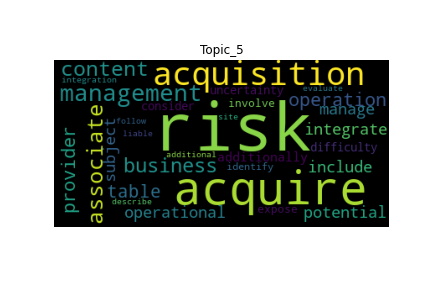 Topic_5
integration
content
acquisition
evaluate
management
uncertainty
operation
consider
involve
manage
follow
site
risk
integrate
liable
provider
associate
subject
additional
additionally
difficulty
business
identify
include
table
acquire
describe
operational
expose
potential